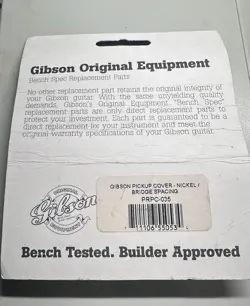 Gibson Original Equipment
Bench Spec Replacement Parts
No other replacement part retains the original integrity
of your Gibson guitar. With the same unyielding quality
demands, Gibson's Original Equipment "Bench Spec"
replacement parts are only direct replacement parts to
protect your investment. Each part is guaranteed to be a
direct replacement for your instrument and meet the
original warranty specifications of your Gibson guitar.
ORIGINAL
Gibson
EQUIPMENT
GIBSON PICKUP COVER - NICKEL /
BRIDGE SPACING
PRPC-035
Bench Tested. Builder Approved